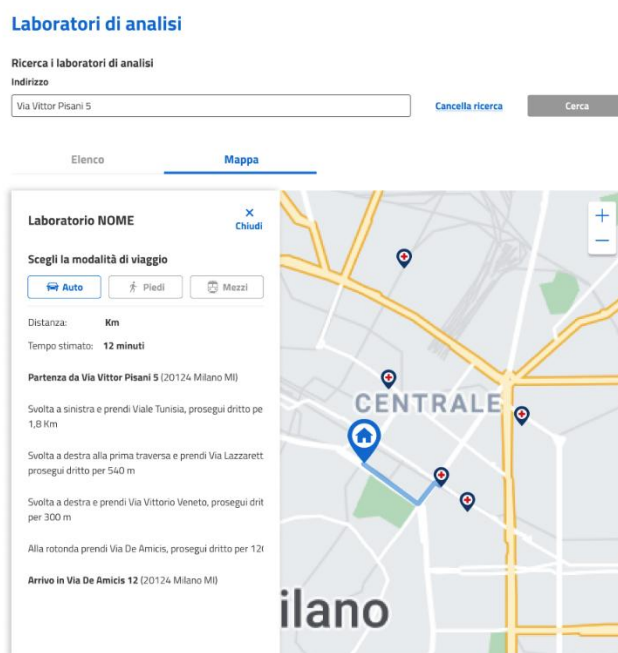 Laboratori di analisi
Ricerca i laboratori di analisi
Indirizzo
Via Vittor Pisani 5
Cancella ricerca
Cerca
Elenco
Mappa
Laboratorio NOME
×
Chiudi
Scegli la modalità di viaggio
Auto
Piedi
Mezzi
Distanza: Km
Tempo stimato: 12 minuti
Partenza da Via Vittor Pisani 5 (20124 Milano MI)
Svolta a sinistra e prendi Viale Tunisia, prosegui dritto pe
1,8 Km
Svolta a destra alla prima traversa e prendi Via Lazzarett
prosegui dritto per 540 m
Svolta a destra e prendi Via Vittorio Veneto, prosegui drit
per 300 m
Alla rotonda prendi Via De Amicis, prosegui dritto per 12
Arrivo in Via De Amicis 12 (20124 Milano MI)
+
−
CENTRALE
ilano